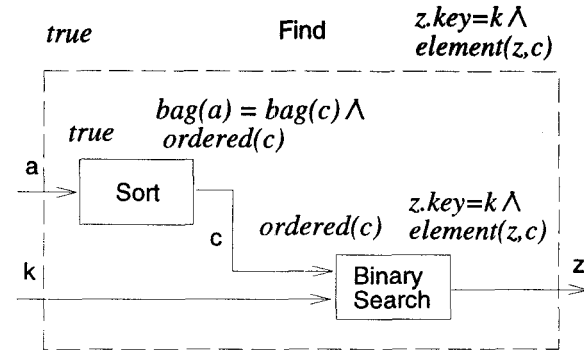 true
Find
z.key=k ∧
element(z,c)
bag(a) = bag(c) ∧
ordered(c)
true
a
Sort
c
ordered(c)
z.key=k ∧
element(z,c)
k
Binary
Search
z